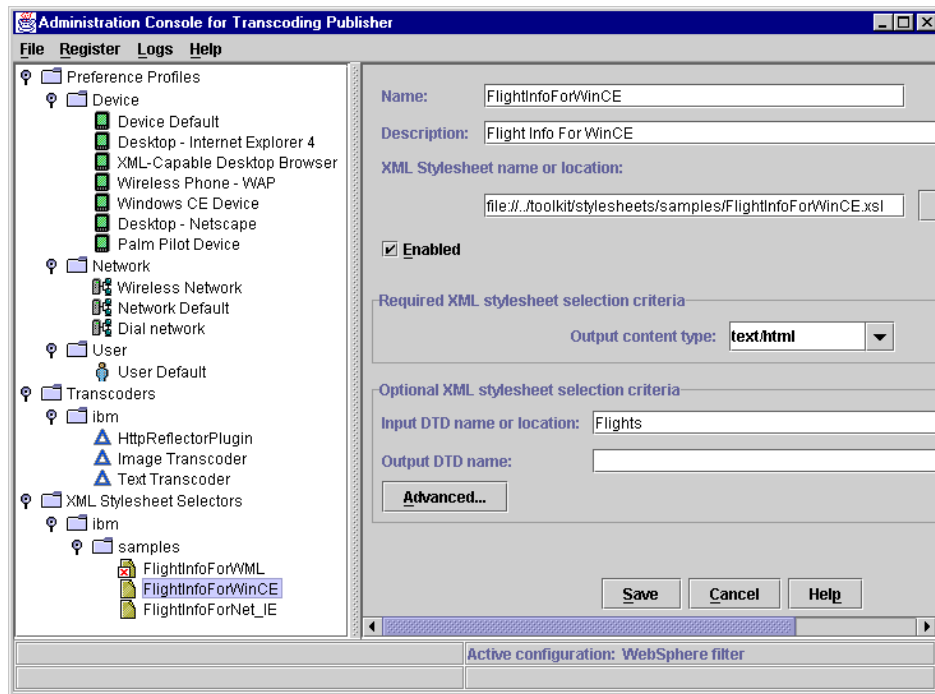 Administration Console for Transcoding Publisher
File Register Logs Help
Preference Profiles
Device
Device Default
Desktop - Internet Explorer 4
XML-Capable Desktop Browser
Wireless Phone - WAP
Windows CE Device
Desktop - Netscape
Palm Pilot Device
Network
Wireless Network
Network Default
Dial network
User
User Default
Transcoders
ibm
HttpReflectorPlugin
Image Transcoder
Text Transcoder
XML Stylesheet Selectors
ibm
samples
FlightInfoForWML
FlightInfoForWinCE
FlightInfoForNet_IE
Name: FlightInfoForWinCE
Description: Flight Info For WinCE
XML Stylesheet name or location:
file://../toolkit/stylesheets/samples/FlightInfoForWinCE.xsl
Enabled
Required XML stylesheet selection criteria
Output content type: text/html
Optional XML stylesheet selection criteria
Input DTD name or location: Flights
Output DTD name:
Advanced...
Save Cancel Help
Active configuration: WebSphere filter